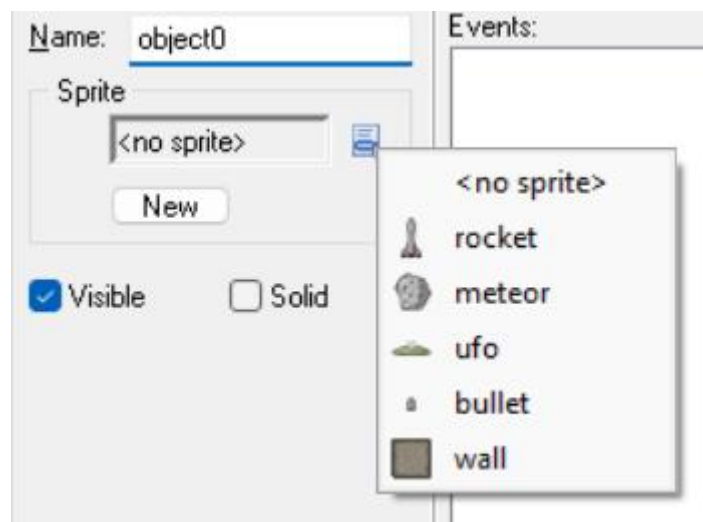 Name: object0
Events:
Sprite
<no sprite>
New
Visible
Solid
<no sprite>
rocket
meteor
ufo
bullet
wall